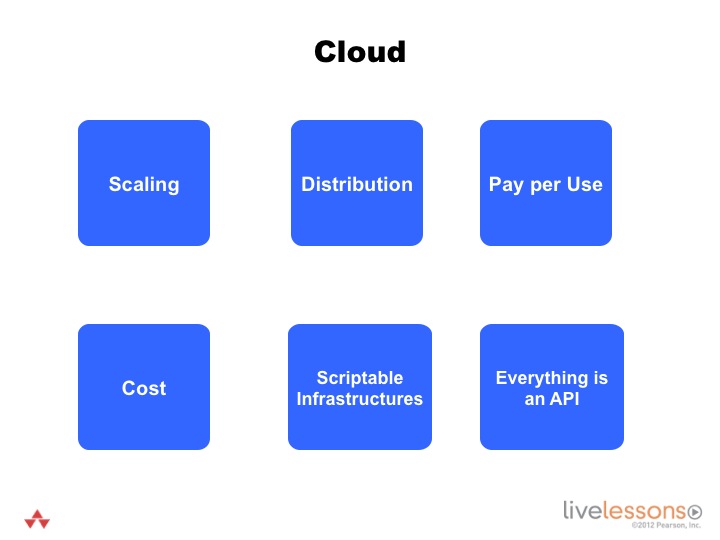 Cloud
Scaling
Distribution
Pay per Use
Cost
Scriptable
Infrastructures
Everything is
an API
livelessons
©2012 Pearson, Inc.